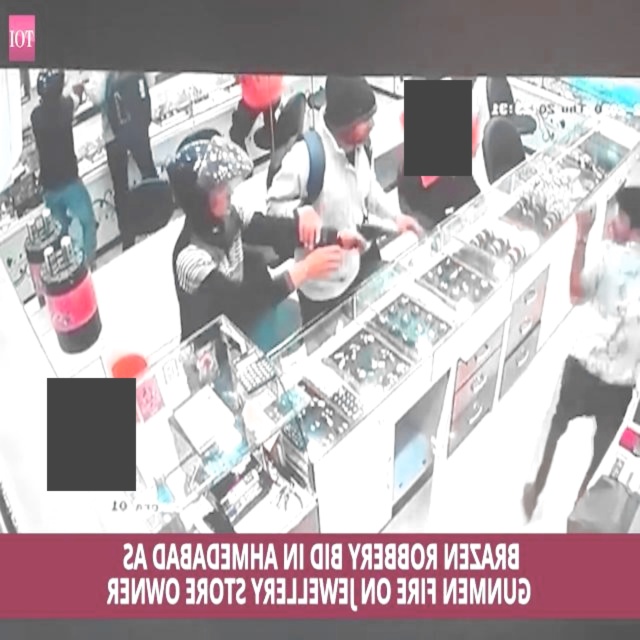 TOI
BRAZEN ROBBERY BID IN AHMEDABAD AS
GUNMEN FIRE ON JEWELLERY STORE OWNER